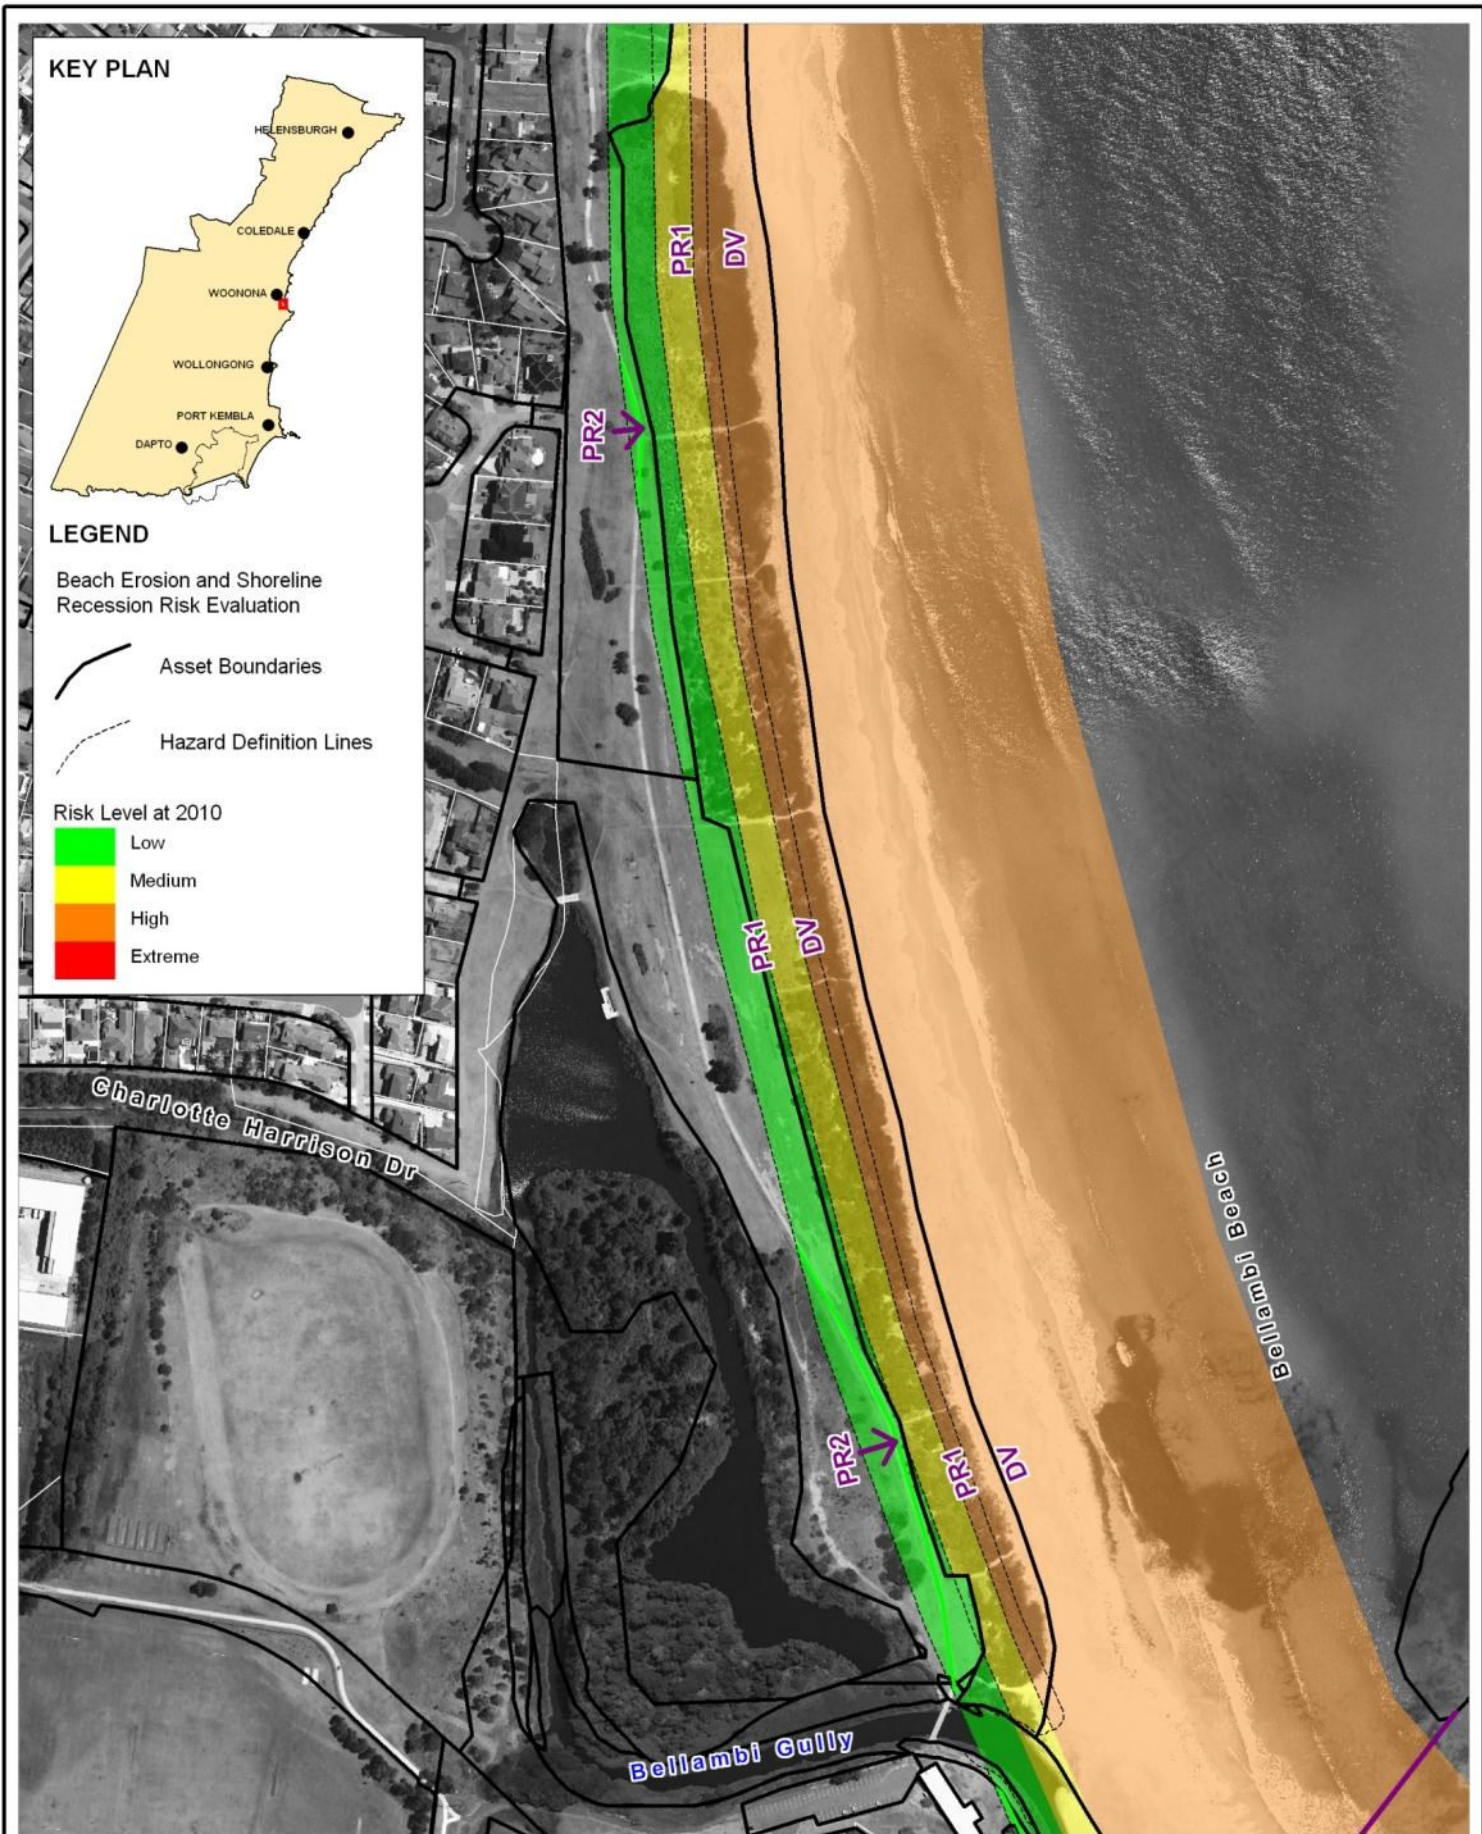 KEY PLAN
HELENSBURGH
COLEDALE
WOONONA
WOLLONGONG
PORT KEMBLA
DAPTO
LEGEND
Beach Erosion and Shoreline
Recession Risk Evaluation
Asset Boundaries
Hazard Definition Lines
Risk Level at 2010
Low
Medium
High
Extreme
PR1
DV
PR2
PR1
DV
Charlotte Harrison Dr
Bellambi Beach
PR2
PR1
DV
Bellambi Gully